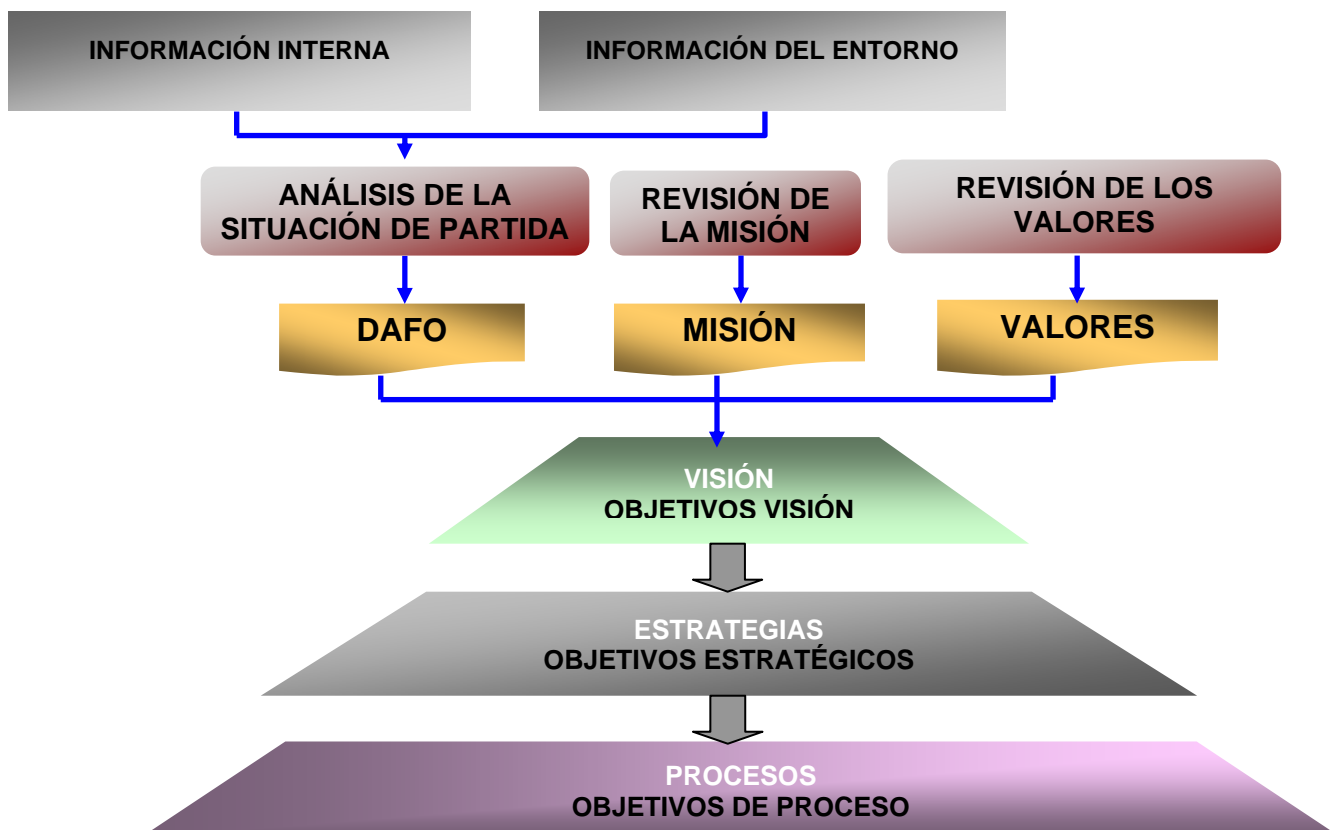 INFORMACIÓN INTERNA
INFORMACIÓN DEL ENTORNO
ANÁLISIS DE LA
SITUACIÓN DE PARTIDA
REVISIÓN DE
LA MISIÓN
REVISIÓN DE LOS
VALORES
DAFO
MISIÓN
VALORES
VISIÓN
OBJETIVOS VISIÓN
ESTRATEGIAS
OBJETIVOS ESTRATÉGICOS
PROCESOS
OBJETIVOS DE PROCESO